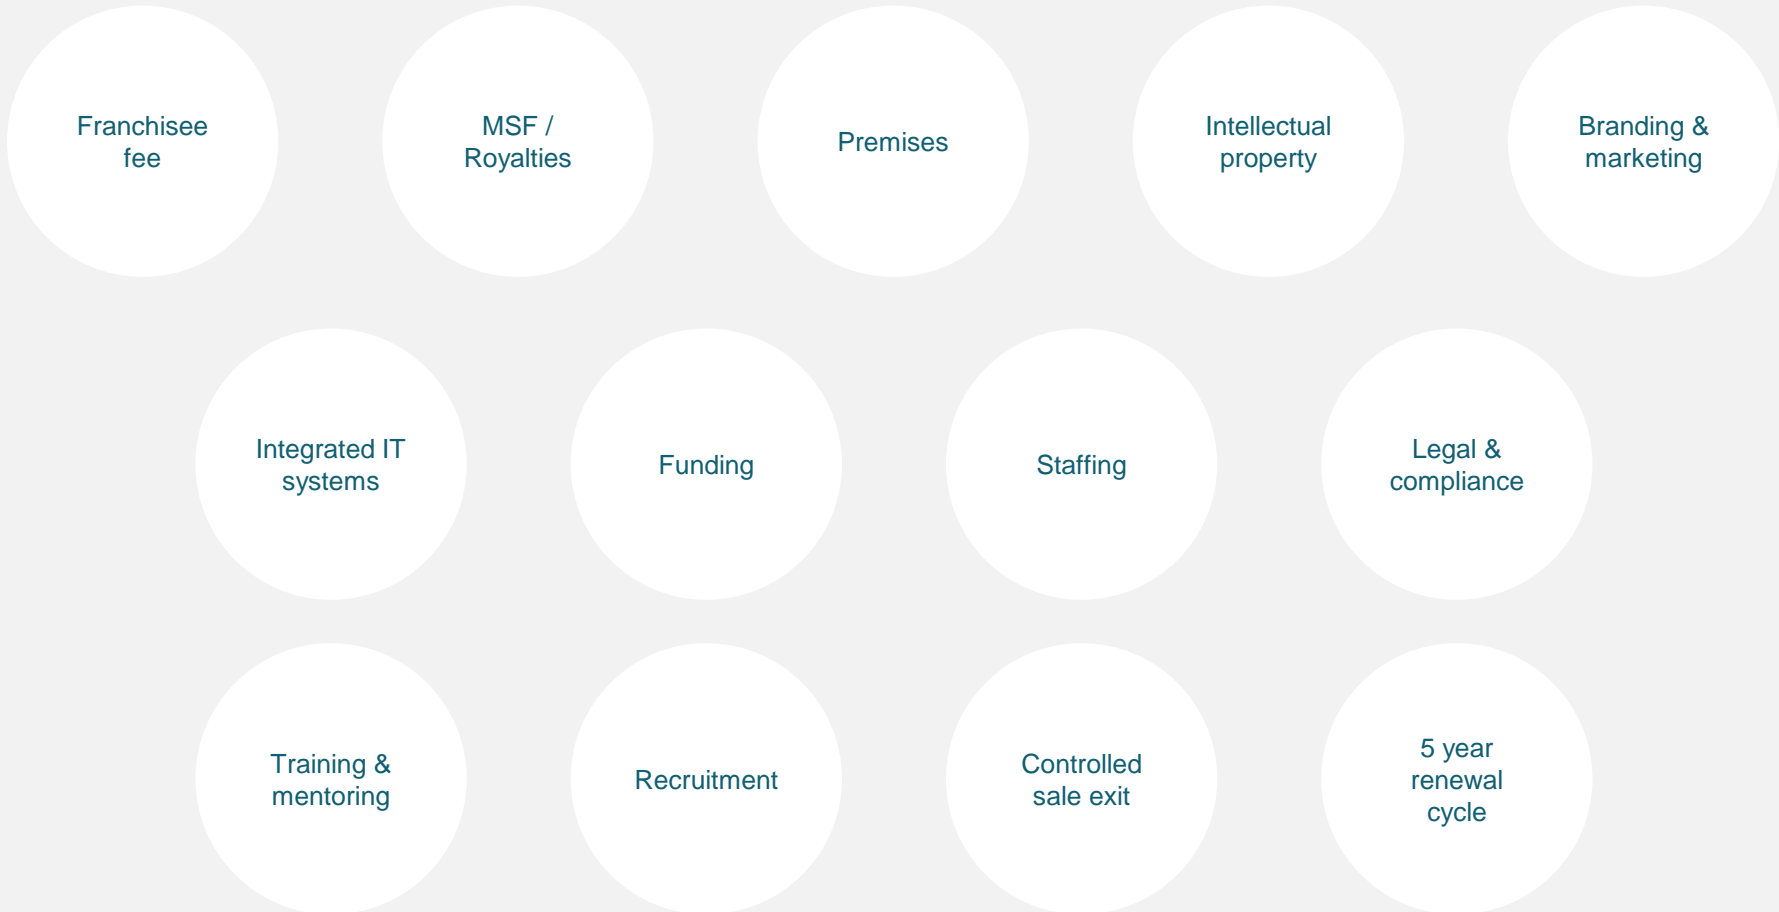 Franchisee
fee
MSF /
Royalties
Premises
Intellectual
property
Branding &
marketing
Integrated IT
systems
Funding
Staffing
Legal &
compliance
Training &
mentoring
Recruitment
Controlled
sale exit
5 year
renewal
cycle